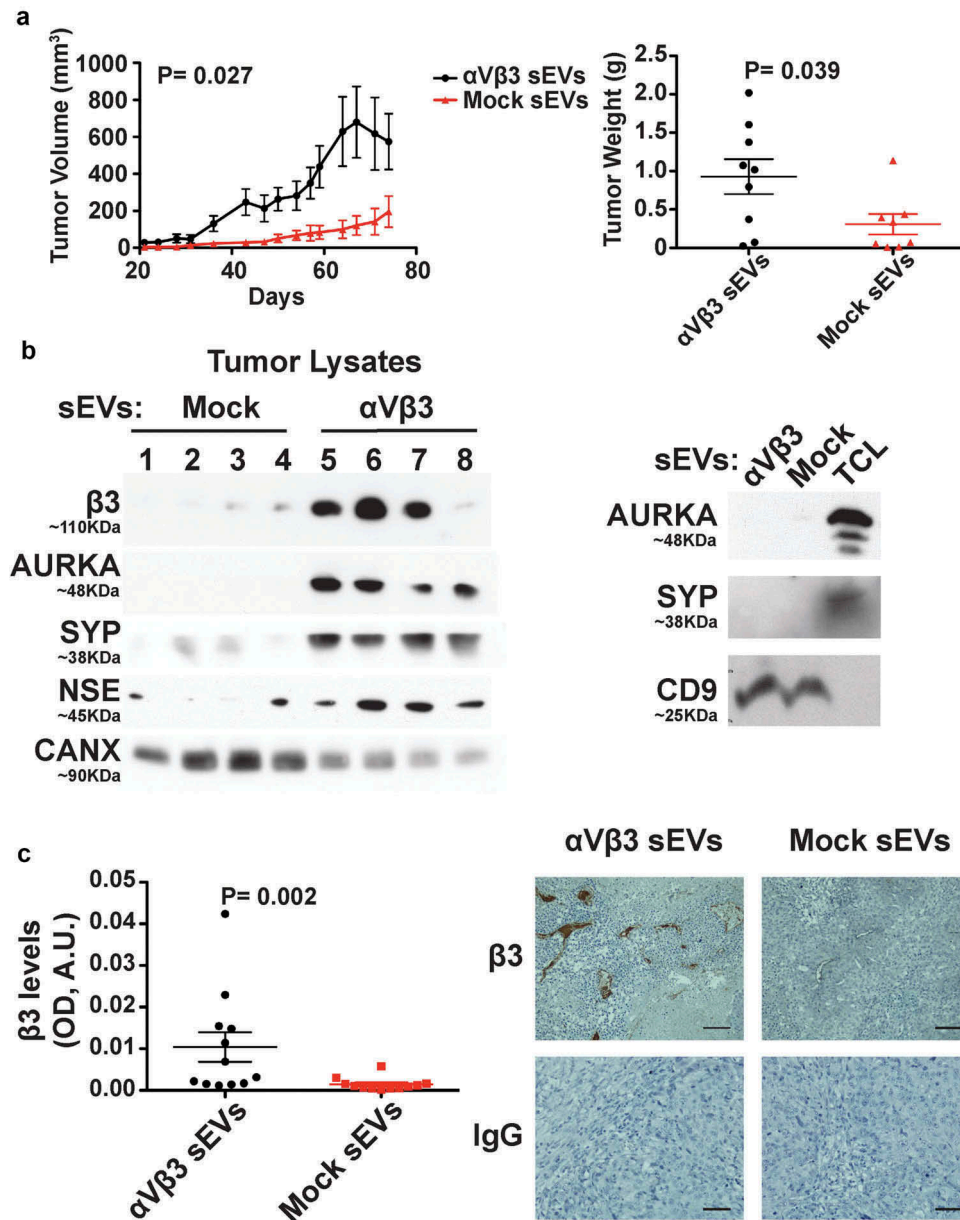 a
Tumor Volume (mm³)
1000
800
600
400
200
0
20
40
60
80
Days
P= 0.027
αVβ3 sEVs
Mock sEVs
Tumor Weight (g)
2.5
2.0
1.5
1.0
0.5
0
P= 0.039
αVβ3 sEVs
Mock sEVs
b
Tumor Lysates
sEVs: Mock αVβ3
1 2 3 4 5 6 7 8
β3
~110KDa
AURKA
~48KDa
SYP
~38KDa
NSE
~45KDa
CANX
~90KDa
sEVs: αVβ3 Mock TCL
AURKA
~48KDa
SYP
~38KDa
CD9
~25KDa
c
β3 levels
(OD, A.U.)
0.05
0.04
0.03
0.02
0.01
0.00
P= 0.002
αVβ3 sEVs
Mock sEVs
αVβ3 sEVs Mock sEVs
β3
IgG